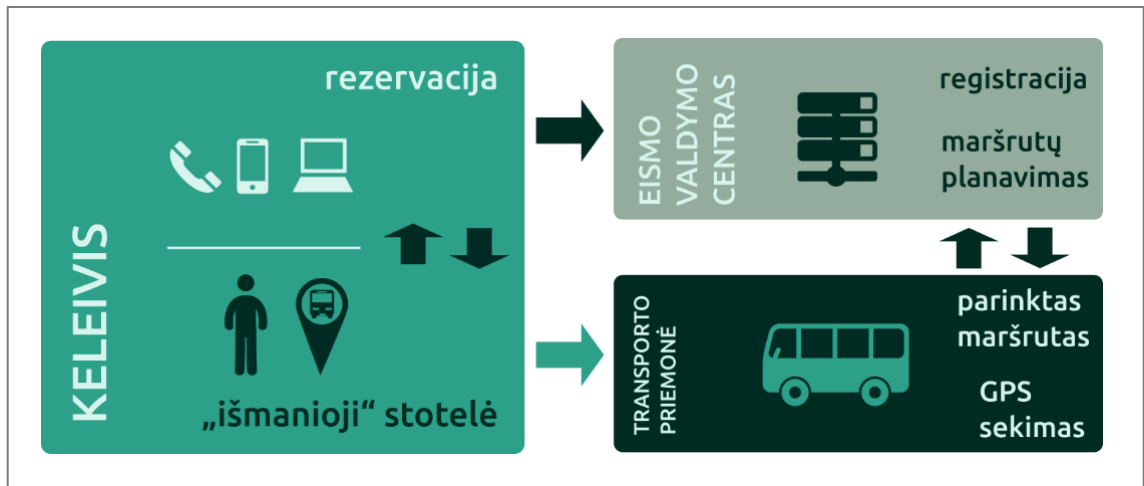 KELEIVIS
rezervacija
„išmanioji“ stotelė
EISMO
VALDYMO
CENTRAS
registracija
maršrutų
planavimas
TRANSPORTO
PRIEMONĖ
parinktas
maršrutas
GPS
sekimas